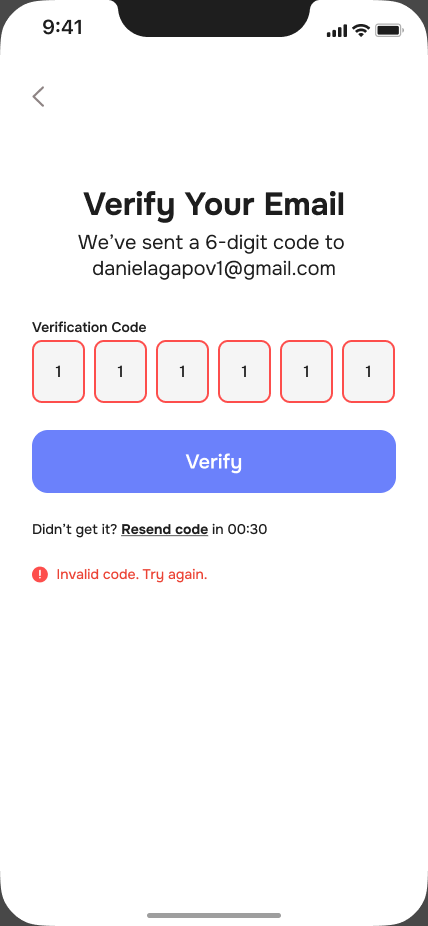 9:41
Verify Your Email
We’ve sent a 6-digit code to
danielagapov1@gmail.com
Verification Code
1 1 1 1 1 1
Verify
Didn’t get it? Resend code in 00:30
Invalid code. Try again.